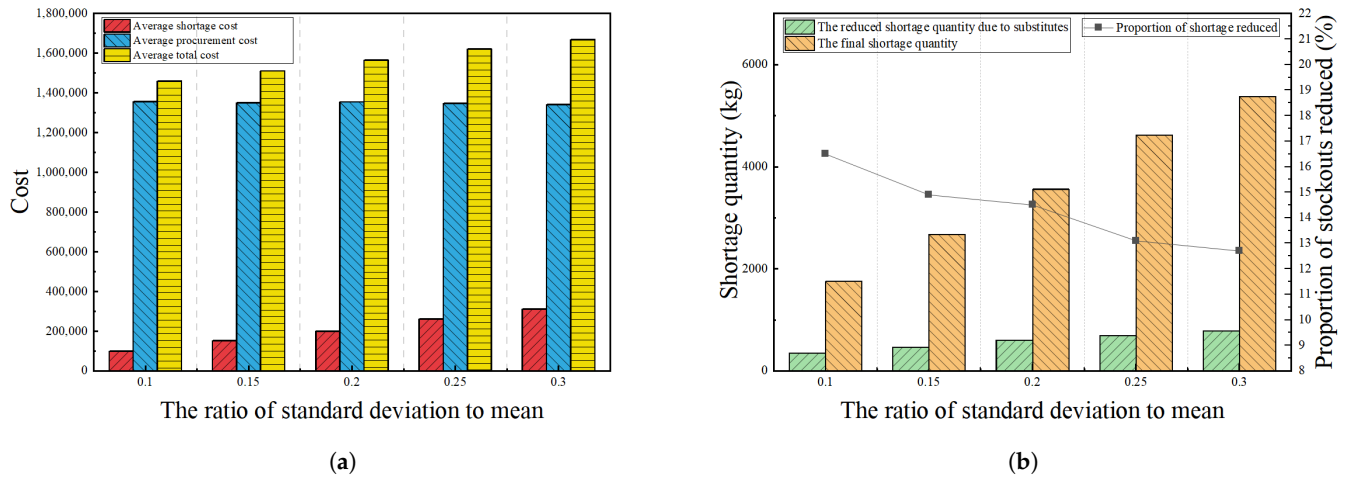 Average shortage cost
Average procurement cost
Average total cost
1,800,000
1,600,000
1,400,000
1,200,000
1,000,000
800,000
600,000
400,000
200,000
0
Cost
0.1 0.15 0.2 0.25 0.3
The ratio of standard deviation to mean
(a)
The reduced shortage quantity due to substitutes
The final shortage quantity
Proportion of shortage reduced
6000
4000
2000
0
Shortage quantity (kg)
22
21
20
19
18
17
16
15
14
13
12
11
10
9
8
Proportion of stockouts reduced (%)
0.1 0.15 0.2 0.25 0.3
The ratio of standard deviation to mean
(b)